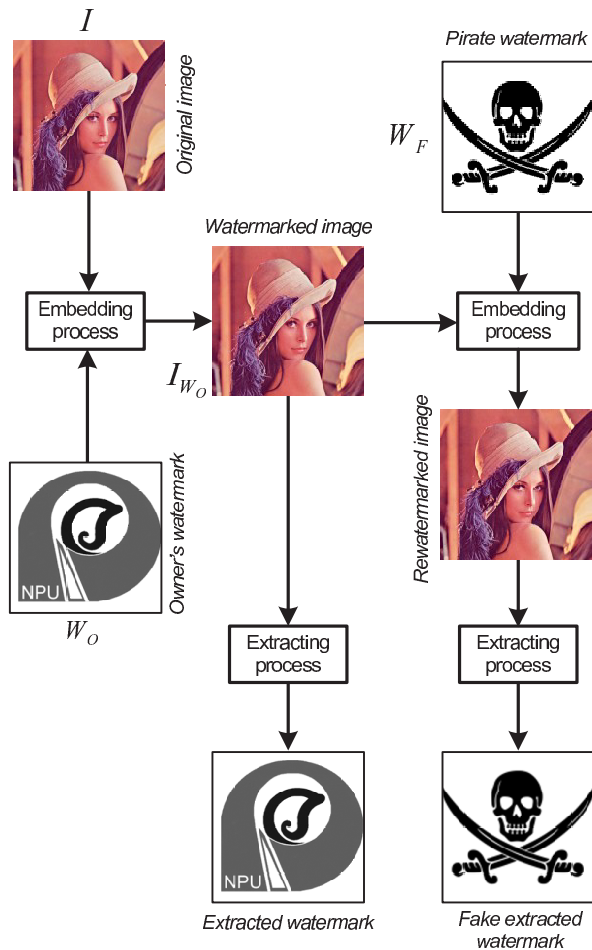 I
Original image
Pirate watermark
W_F
Watermarked image
Embedding
process
Embedding
process
I_{W_O}
Owner's watermark
NPU
W_O
Rewatermarked image
Extracting
process
Extracting
process
NPU
Extracted watermark
Fake extracted
watermark